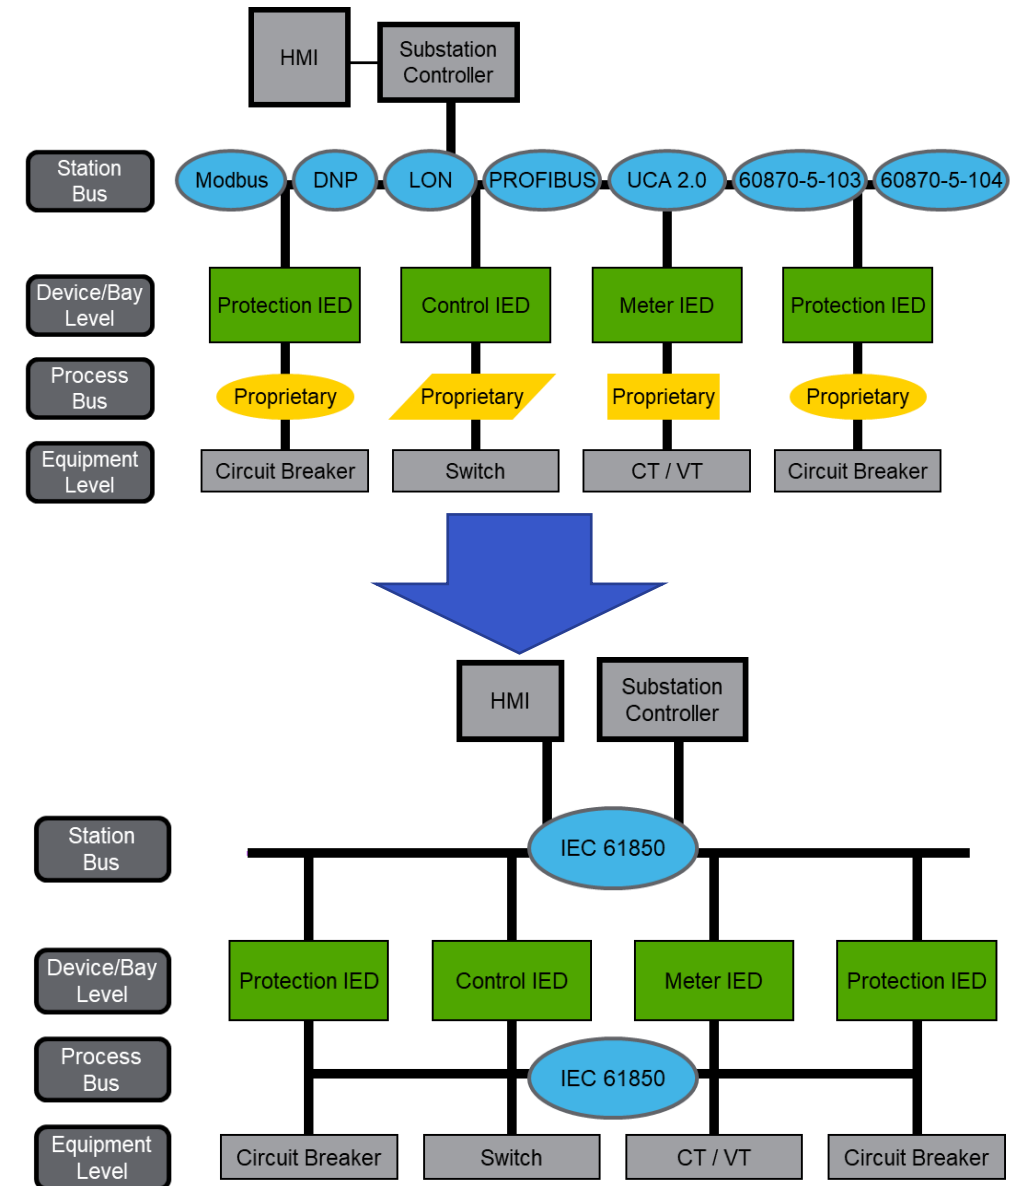 HMI
Substation
Controller
Station
Bus
Modbus
DNP
LON
PROFIBUS
UCA 2.0
60870-5-103
60870-5-104
Device/Bay
Level
Protection IED
Control IED
Meter IED
Protection IED
Process
Bus
Proprietary
Proprietary
Proprietary
Proprietary
Equipment
Level
Circuit Breaker
Switch
CT / VT
Circuit Breaker
HMI
Substation
Controller
Station
Bus
IEC 61850
Device/Bay
Level
Protection IED
Control IED
Meter IED
Protection IED
Process
Bus
IEC 61850
Equipment
Level
Circuit Breaker
Switch
CT / VT
Circuit Breaker